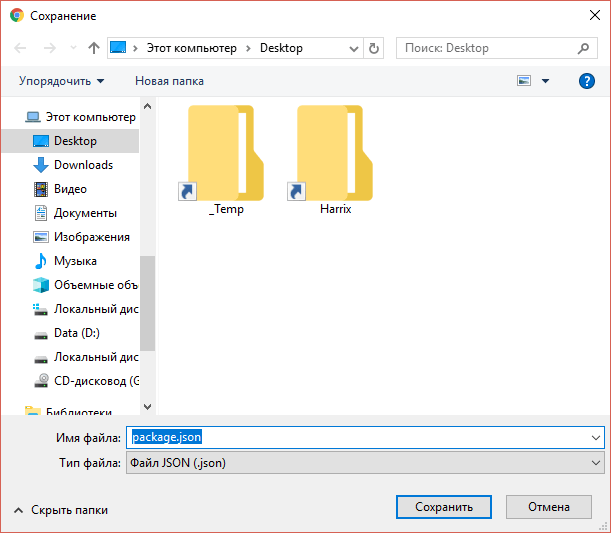 Сохранение
Этот компьютер
Desktop
Поиск: Desktop
Упорядочить
Новая папка
?
Этот компьютер
Desktop
Downloads
Видео
Документы
Изображения
Музыка
Объемные объ
Локальный дис
Data (D:)
Локальный дис
CD-дисковод (G
Библиотеки
_Temp
Harrix
Имя файла:
package.json
Тип файла:
Файл JSON (.json)
Скрыть папки
Сохранить
Отмена